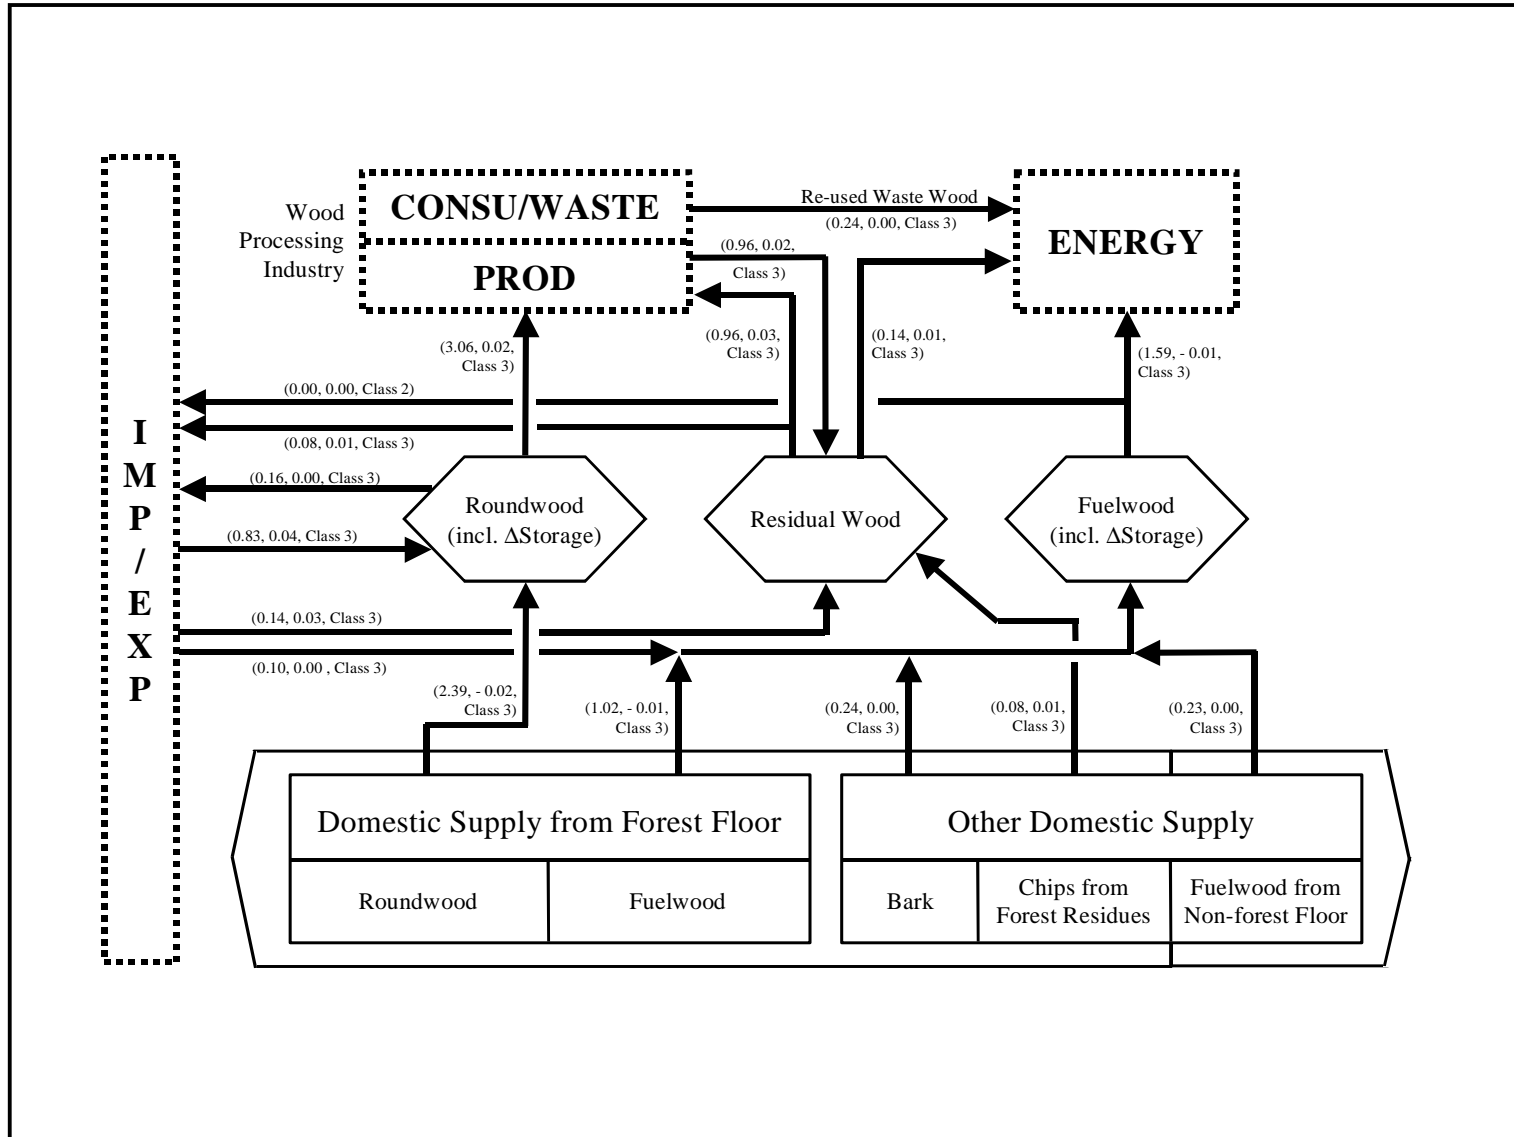 CONSU/WASTE
PROD
Wood
Processing
Industry
Re-used Waste Wood
(0.24, 0.00, Class 3)
ENERGY
(0.96, 0.02,
Class 3)
(3.06, 0.02,
Class 3)
(0.96, 0.03,
Class 3)
(0.14, 0.01,
Class 3)
(1.59, - 0.01,
Class 3)
(0.00, 0.00, Class 2)
(0.08, 0.01, Class 3)
(0.16, 0.00, Class 3)
(0.83, 0.04, Class 3)
I
M
P
/
E
X
P
Roundwood
(incl. ΔStorage)
Residual Wood
Fuelwood
(incl. ΔStorage)
(0.14, 0.03, Class 3)
(0.10, 0.00 , Class 3)
(2.39, - 0.02,
Class 3)
(1.02, - 0.01,
Class 3)
(0.24, 0.00,
Class 3)
(0.08, 0.01,
Class 3)
(0.23, 0.00,
Class 3)
Domestic Supply from Forest Floor
Roundwood
Fuelwood
Other Domestic Supply
Bark
Chips from
Forest Residues
Fuelwood from
Non-forest Floor